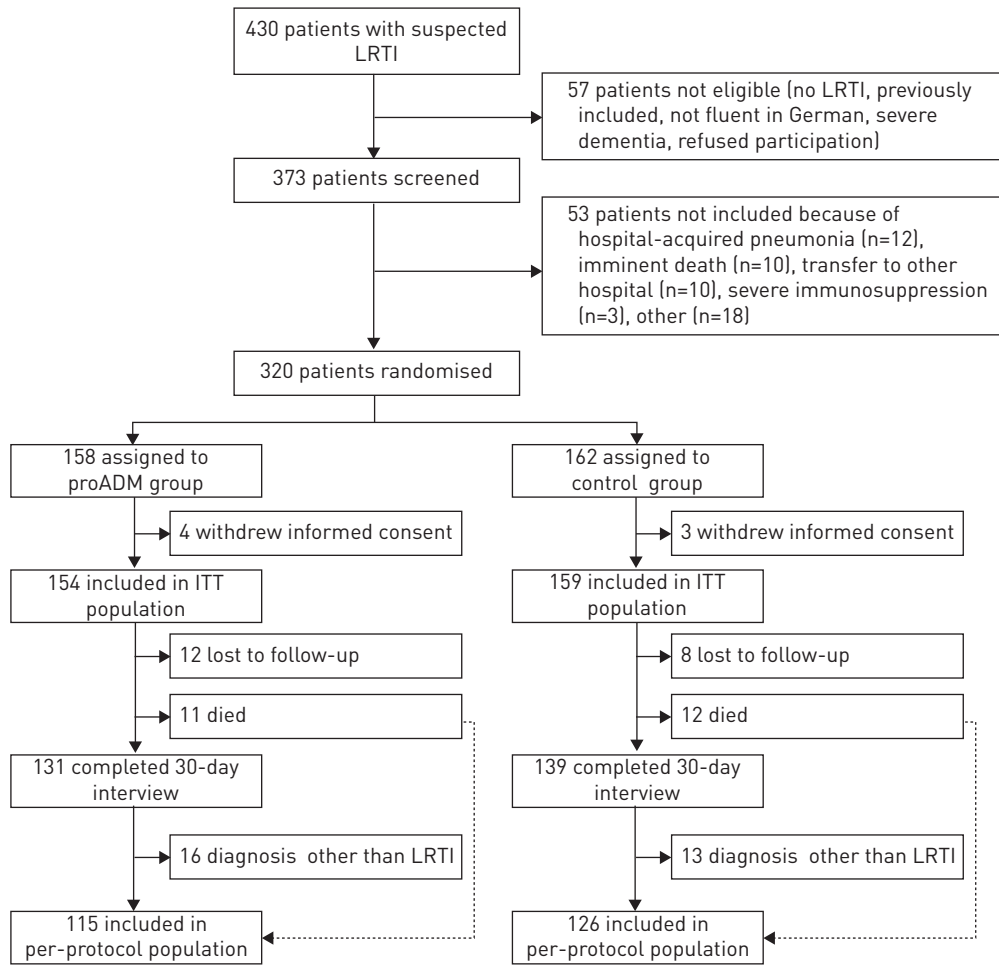 430 patients with suspected
LRTI
57 patients not eligible (no LRTI, previously
included, not fluent in German, severe
dementia, refused participation)
373 patients screened
53 patients not included because of
hospital-acquired pneumonia (n=12),
imminent death (n=10), transfer to other
hospital (n=10), severe immunosuppression
(n=3), other (n=18)
320 patients randomised
158 assigned to
proADM group
162 assigned to
control group
4 withdrew informed consent
3 withdrew informed consent
154 included in ITT
population
159 included in ITT
population
12 lost to follow-up
8 lost to follow-up
11 died
12 died
131 completed 30-day
interview
139 completed 30-day
interview
16 diagnosis other than LRTI
13 diagnosis other than LRTI
115 included in
per-protocol population
126 included in
per-protocol population